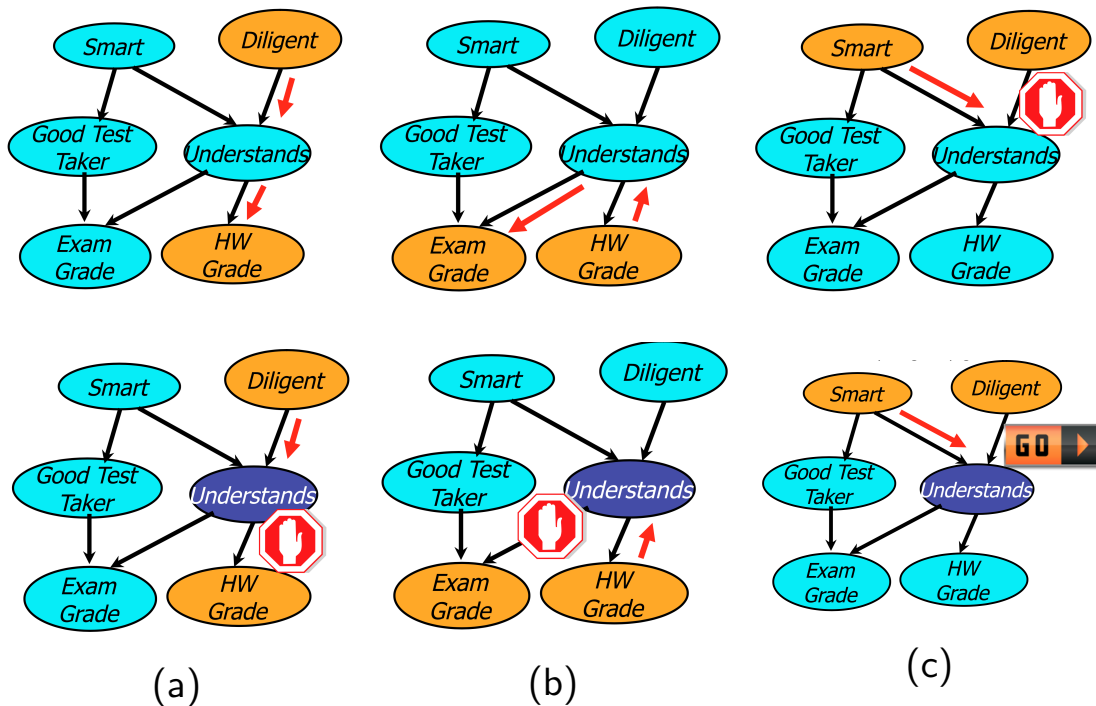 Smart
Diligent
Good Test
Taker
Understands
Exam
Grade
HW
Grade
Smart
Diligent
Good Test
Taker
Understands
Exam
Grade
HW
Grade
Smart
Diligent
Good Test
Taker
Understands
Exam
Grade
HW
Grade
Smart
Diligent
Good Test
Taker
Understands
Exam
Grade
HW
Grade
Smart
Diligent
Good Test
Taker
Understands
Exam
Grade
HW
Grade
Smart
Diligent
GO
Good Test
Taker
Understands
Exam
Grade
HW
Grade
(a)
(b)
(c)